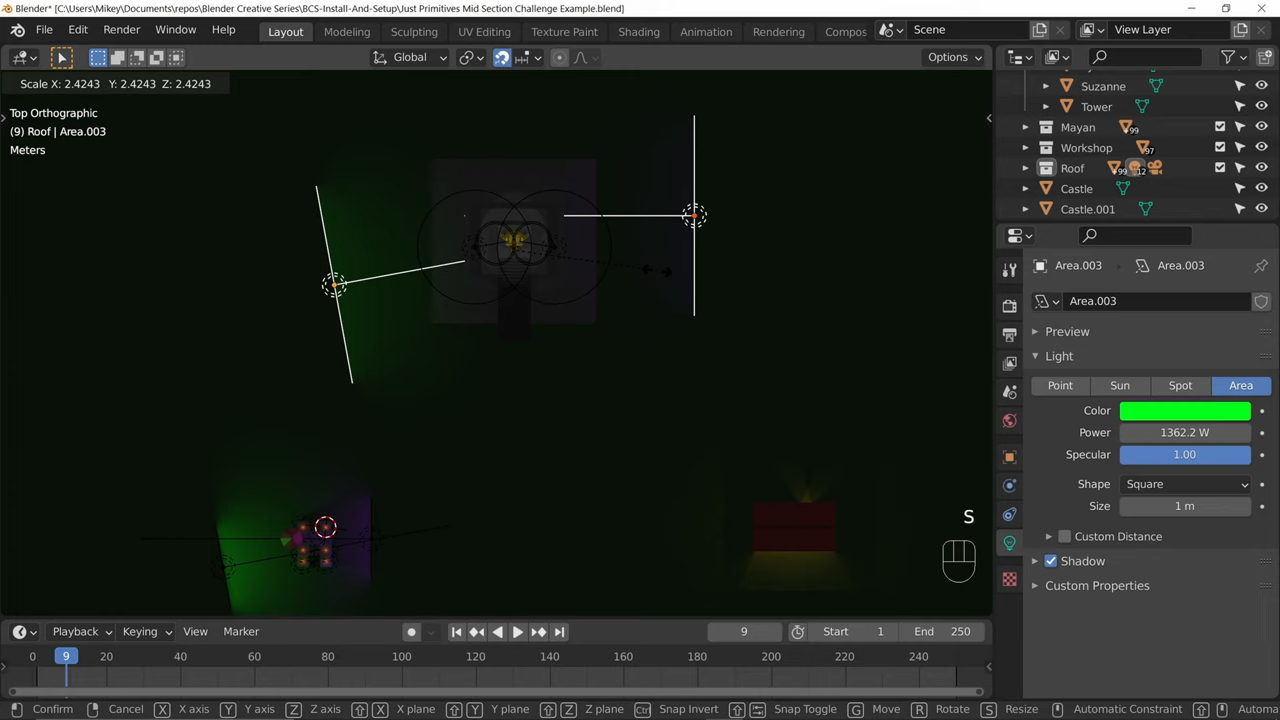 Blender* [C:\Users\Mikey\Documents\repos\Blender Creative Series\BCS-Install-And-Setup\Just Primitives Mid Section Challenge Example.blend]
File Edit Render Window Help Layout Modeling Sculpting UV Editing Texture Paint Shading Animation Compos Scene View Layer
Global Options
Scale X: 2.4243 Y: 2.4243 Z: 2.4243
Top Orthographic
(9) Roof | Area.003
Meters
Suzanne
Tower
Mayan 99
Workshop 97
Roof 99 12
Castle
Castle.001
Area.003 Area.003
Area.003
Preview
Light
Point Sun Spot Area
Color
Power 1362.2 W
Specular 1.00
Shape Square
Size 1 m
Custom Distance
Shadow
Custom Properties
S
Playback Keying View Marker 9 Start 1 End 250
0 9 20 40 60 80 100 120 140 160 180 200 220 240
Confirm Cancel X X axis Y Y axis Z Z axis X X plane Y Y plane Z Z plane Ctrl Snap Invert Snap Toggle G Move R Rotate S Resize Automatic Constraint Automa